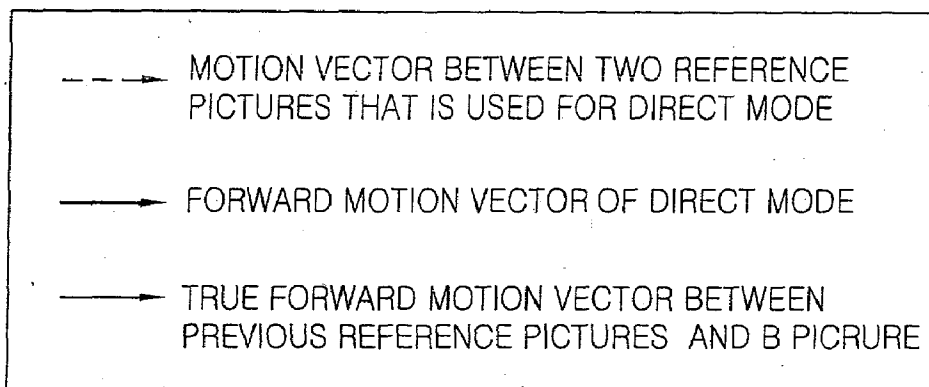 MOTION VECTOR BETWEEN TWO REFERENCE
PICTURES THAT IS USED FOR DIRECT MODE
FORWARD MOTION VECTOR OF DIRECT MODE
TRUE FORWARD MOTION VECTOR BETWEEN
PREVIOUS REFERENCE PICTURES AND B PICRURE